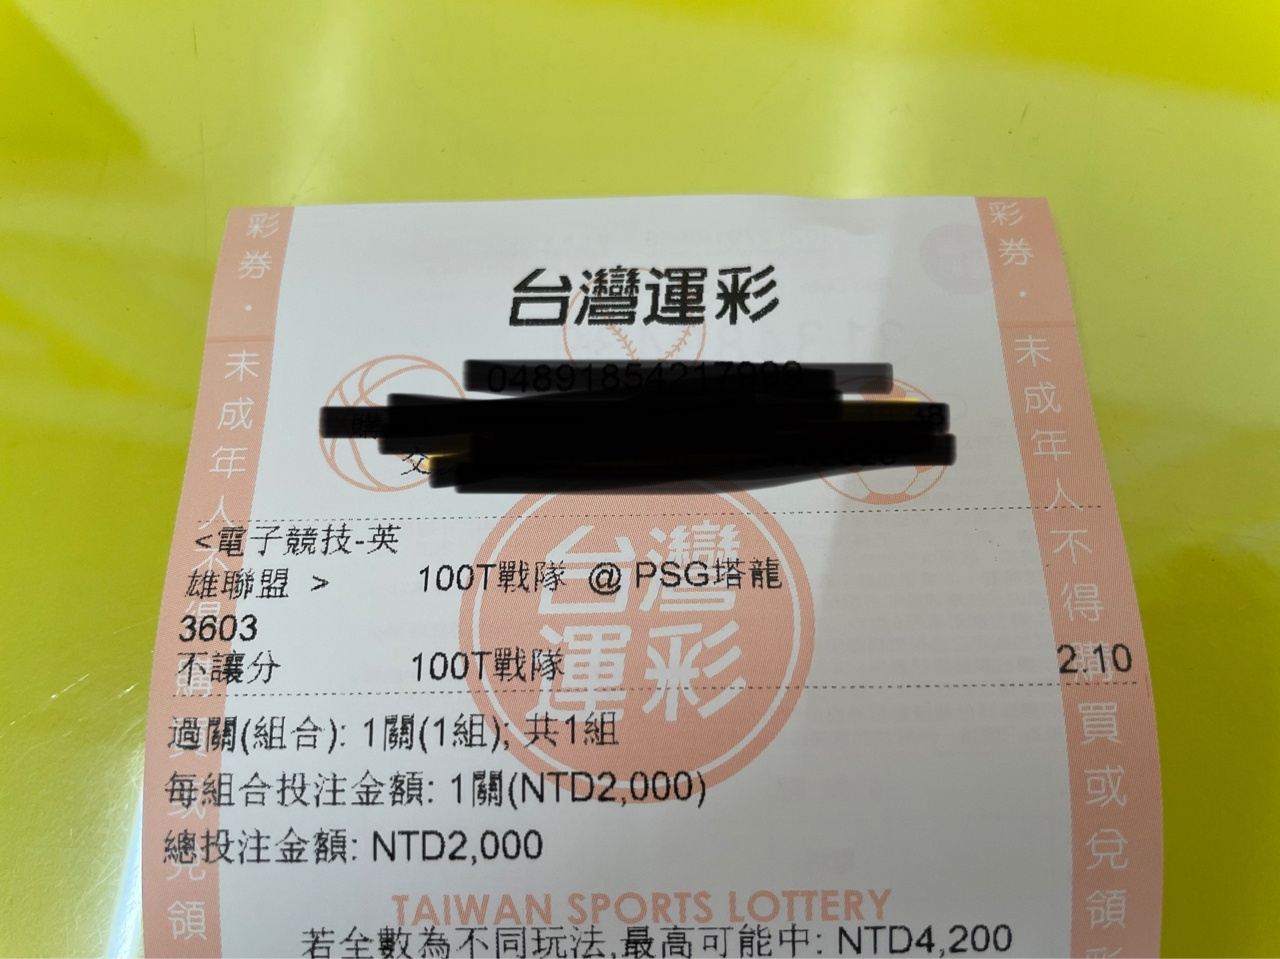 台灣運彩
<電子競技-英
雄聯盟 > 100T戰隊 @ PSG塔龍
3603
不讓分 100T戰隊 2.10
過關(組合): 1關(1組); 共1組
每組合投注金額: 1關(NTD2,000)
總投注金額: NTD2,000
TAIWAN SPORTS LOTTERY
若全數為不同玩法,最高可能中: NTD4,200
台灣
運彩
彩券．未成年人不得購買或兌領
彩券．未成年人不得購買或兌領彩